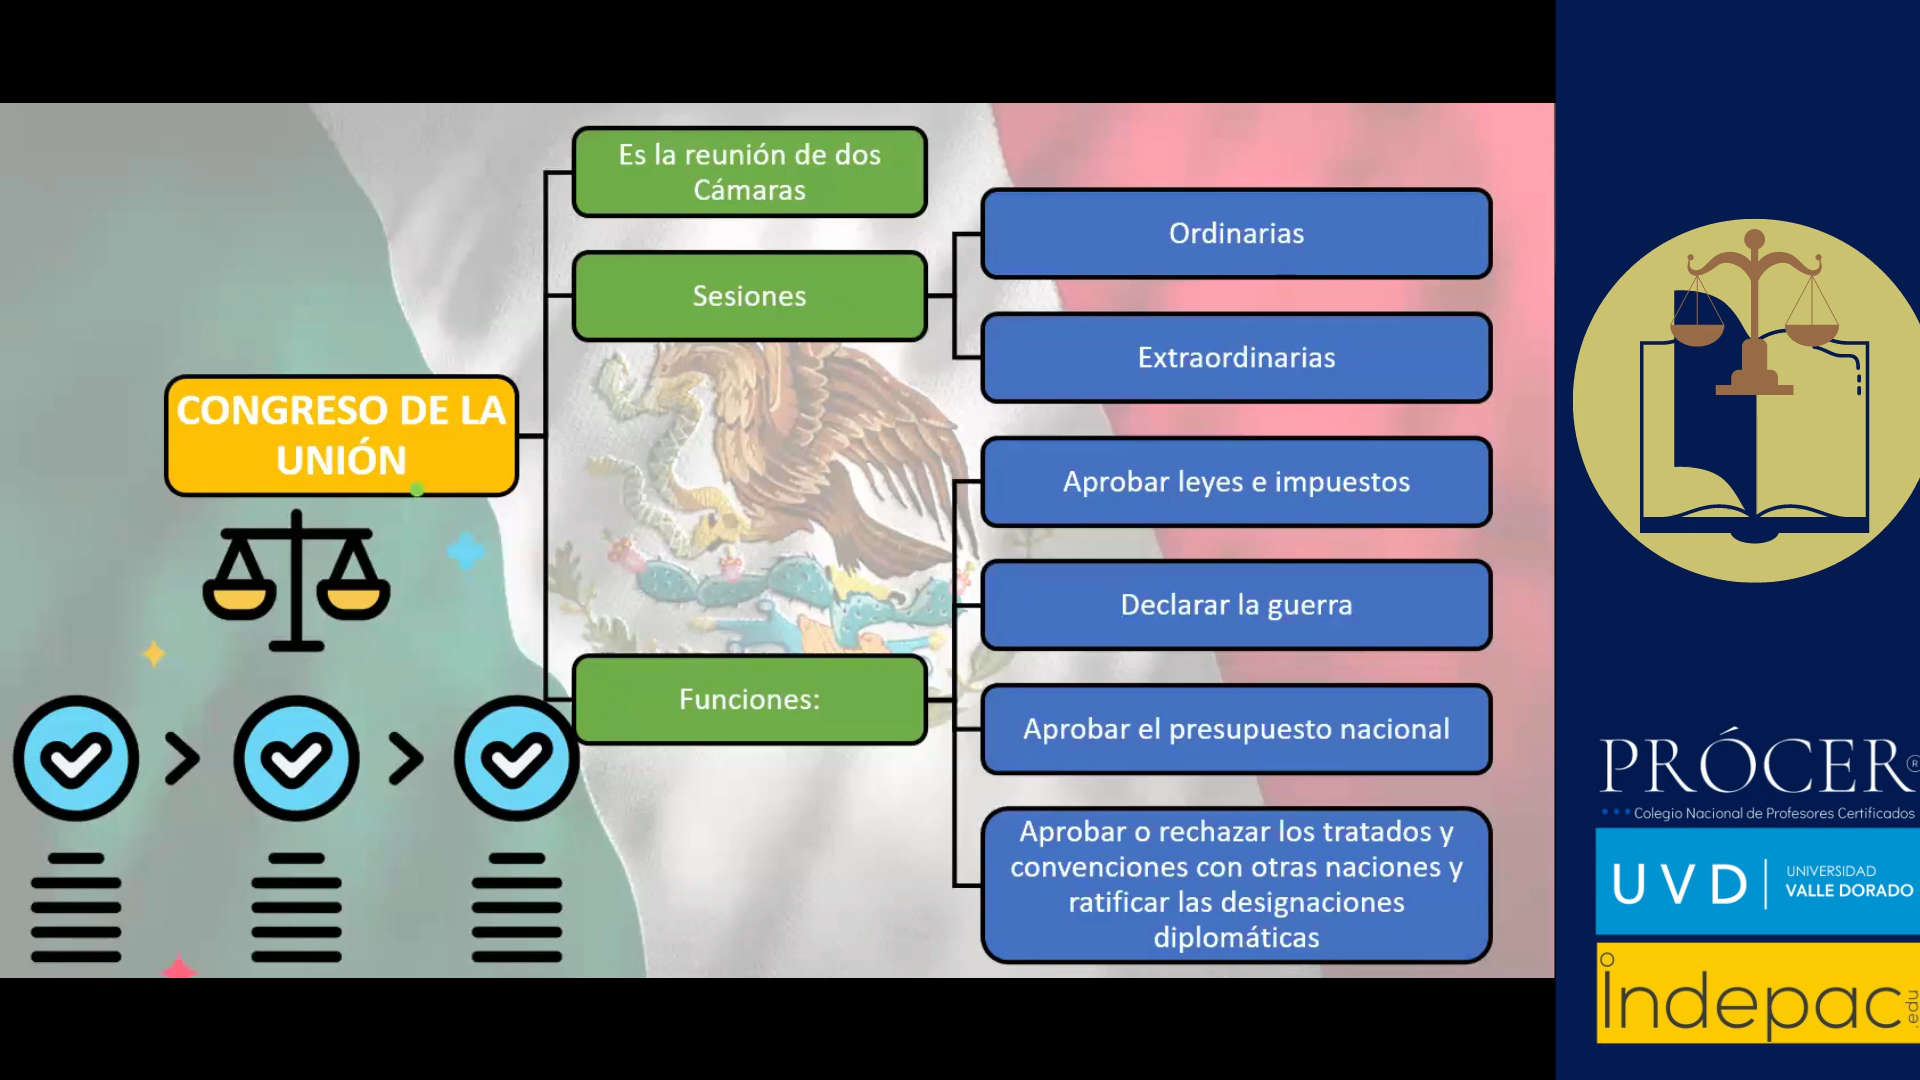 Es la reunión de dos
Cámaras
Sesiones
Ordinarias
Extraordinarias
CONGRESO DE LA
UNIÓN
Funciones:
Aprobar leyes e impuestos
Declarar la guerra
Aprobar el presupuesto nacional
Aprobar o rechazar los tratados y
convenciones con otras naciones y
ratificar las designaciones
diplomáticas
PRÓCER®
Colegio Nacional de Profesores Certificados
UVD
UNIVERSIDAD
VALLE DORADO
Indepac
.edu